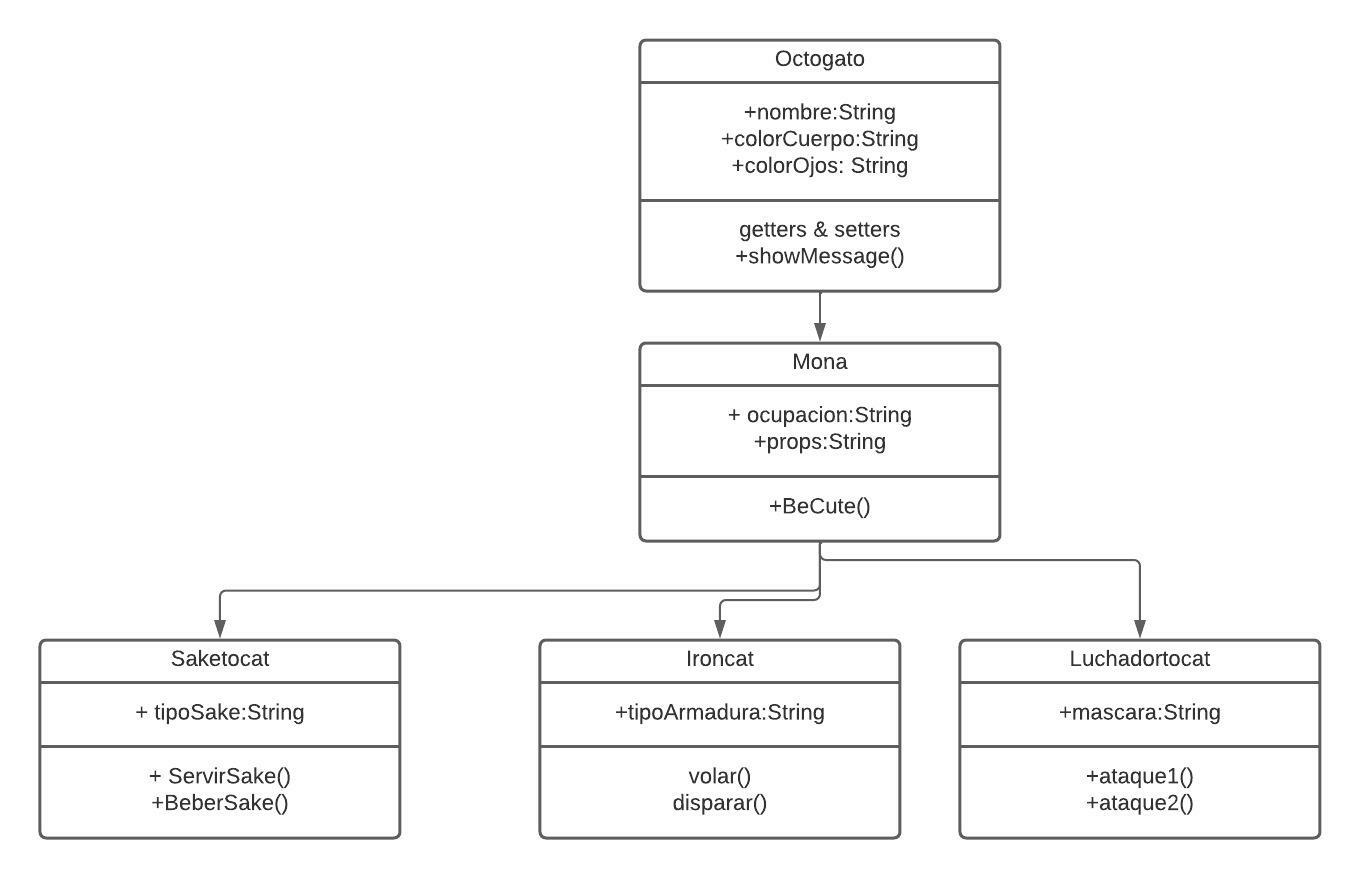 Octogato
+nombre:String
+colorCuerpo:String
+colorOjos: String
getters & setters
+showMessage()
Mona
+ ocupacion:String
+props:String
+BeCute()
Saketocat
+ tipoSake:String
+ ServirSake()
+BeberSake()
Ironcat
+tipoArmadura:String
volar()
disparar()
Luchadortocat
+mascara:String
+ataque1()
+ataque2()